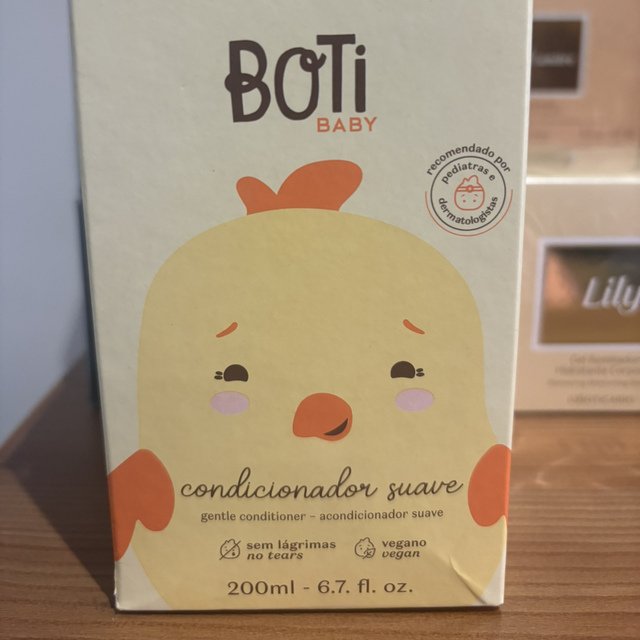 BOTi
BABY
recomendado por
pediatras e
dermatologistas
condicionador suave
gentle conditioner – acondicionador suave
sem lágrimas
no tears
vegano
vegan
200ml - 6.7. fl. oz.
Lily